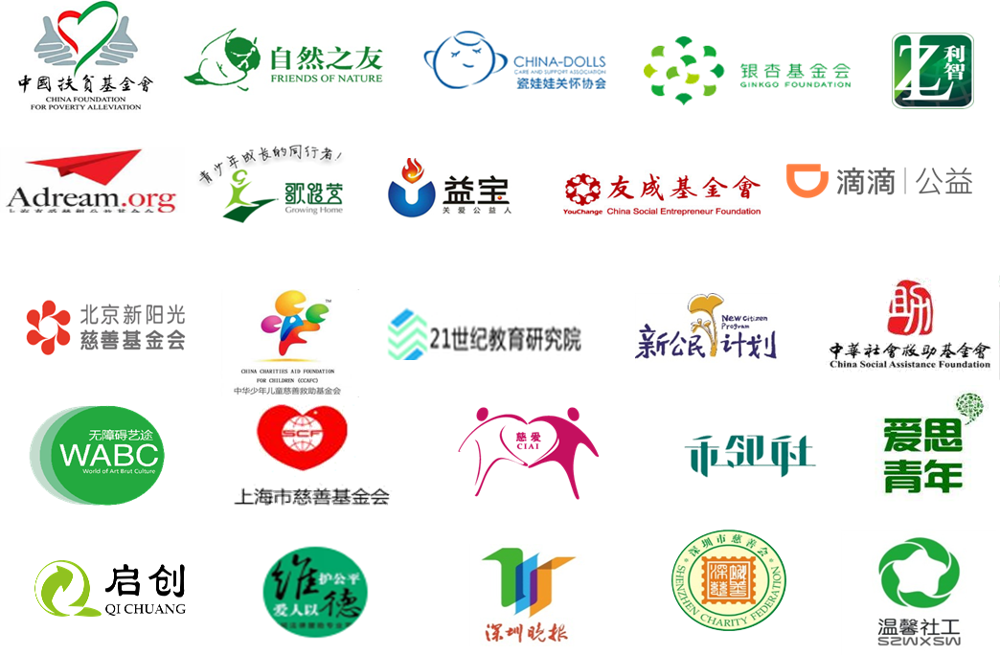 中國扶貧基金會
CHINA FOUNDATION
FOR POVERTY ALLEVIATION
自然之友
FRIENDS OF NATURE
CHINA-DOLLS
CARE AND SUPPORT ASSOCIATION
瓷娃娃关怀协会
银杏基金会
GINKGO FOUNDATION
ZL
利智
Adream.org
青少年成长的同行者!
歌路营
Growing Home
益宝
关爱公益人
友成基金會
YouChange China Social Entrepreneur Foundation
滴滴 公益
北京新阳光
慈善基金会
TM
CHINA CHARITIES AID FOUNDATION
FOR CHILDREN (CCAFC)
中华少年儿童慈善救助基金会
21世纪教育研究院
New Citizen
Program
新公民计划
助
中華社會救助基金會
China Social Assistance Foundation
无障碍艺途
WABC
World of Art Brut Culture
SCF
上海市慈善基金会
慈爱
CIAI
禾邻社
爱思
青年
启创
QI CHUANG
维德
护公平
爱人以
深圳晚报
深圳市慈善会
SHENZHEN CHARITY FEDERATION
温馨社工
SZWXSW